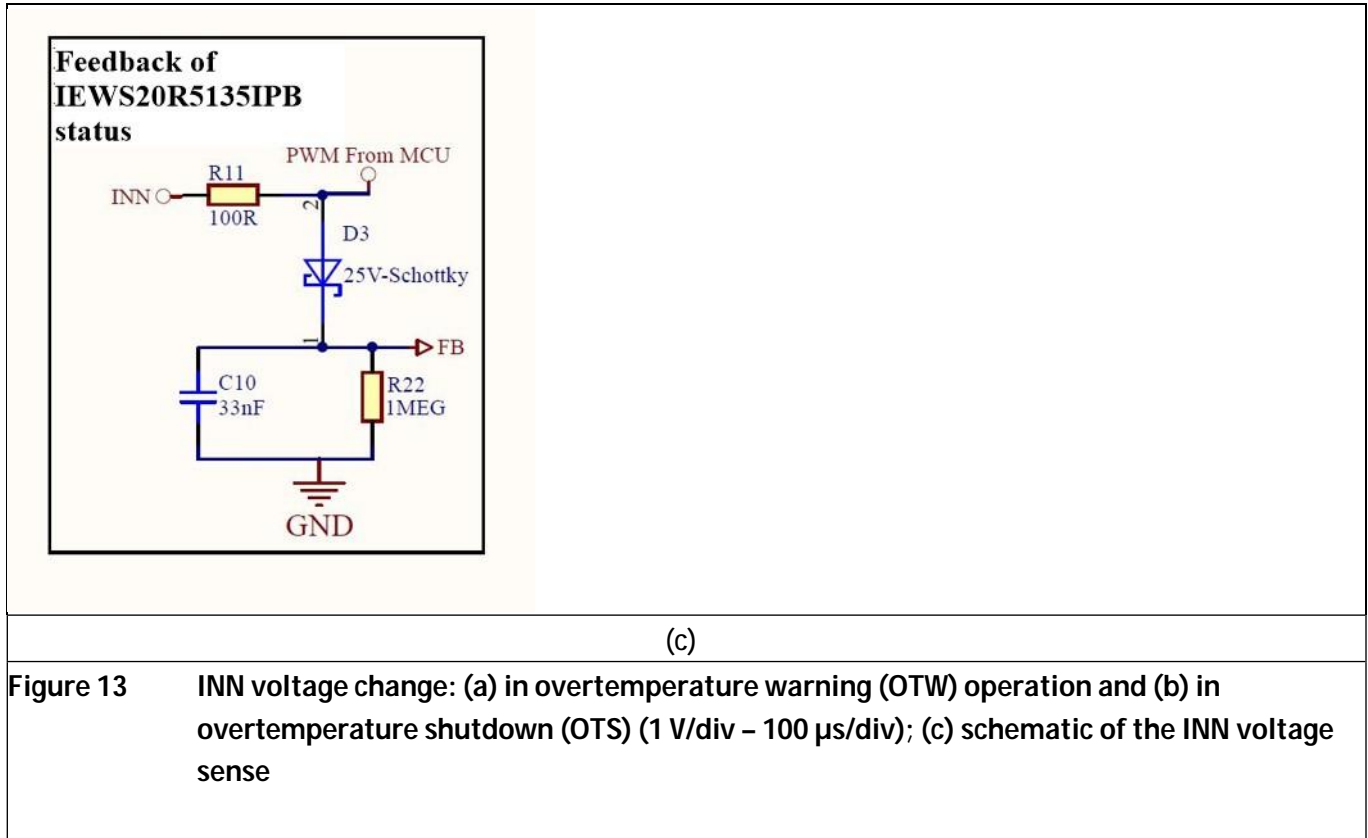 Feedback of
IEWS20R5135IPB
status
PWM From MCU
R11
INN
100R
2
D3
25V-Schottky
1
FB
C10
33nF
R22
1MEG
GND
(c)
Figure 13 INN voltage change: (a) in overtemperature warning (OTW) operation and (b) in
overtemperature shutdown (OTS) (1 V/div – 100 µs/div); (c) schematic of the INN voltage
sense